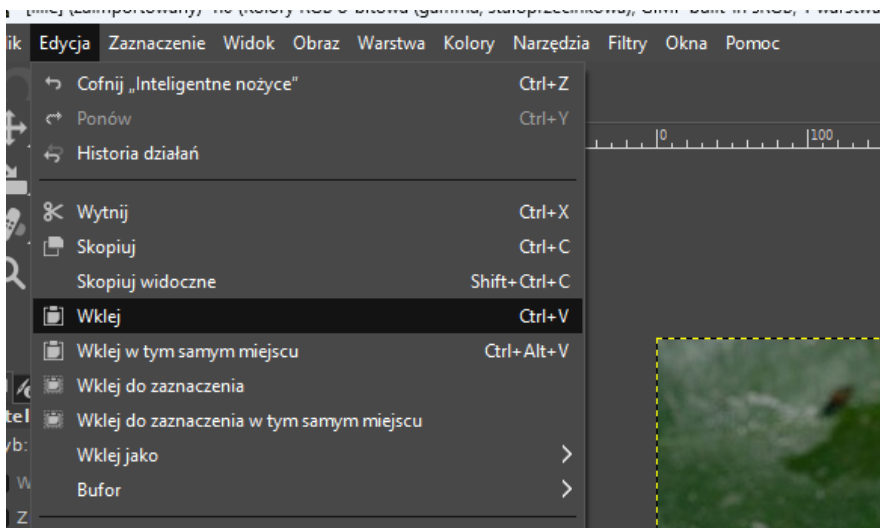 Edycja Zaznaczenie Widok Obraz Warstwa Kolory Narzędzia Filtry Okna Pomoc
Cofnij „Inteligentne nożyce” Ctrl+Z
Ponów Ctrl+Y
Historia działań
0 100
Wytnij Ctrl+X
Skopiuj Ctrl+C
Skopiuj widoczne Shift+Ctrl+C
Wklej Ctrl+V
Wklej w tym samym miejscu Ctrl+Alt+V
Wklej do zaznaczenia
Wklej do zaznaczenia w tym samym miejscu
Wklej jako
Bufor